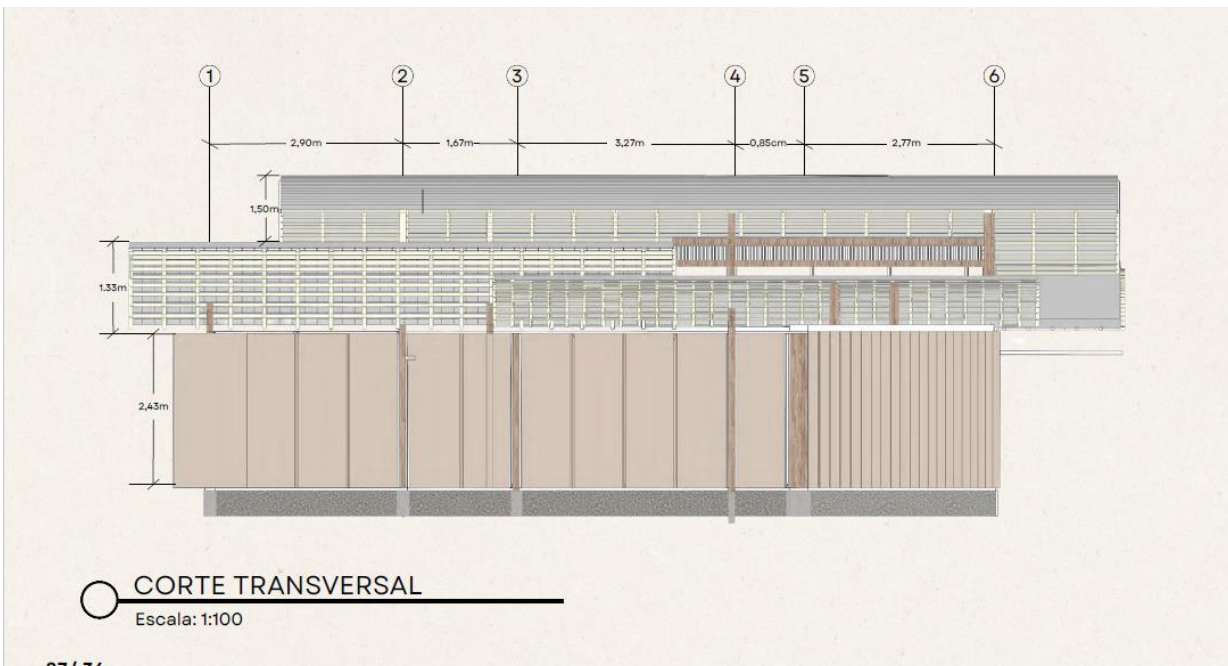 1 2 3 4 5 6
2,90m 1,67m 3,27m 0,85cm 2,77m
1,50m
1.33m
2,43m
CORTE TRANSVERSAL
Escala: 1:100